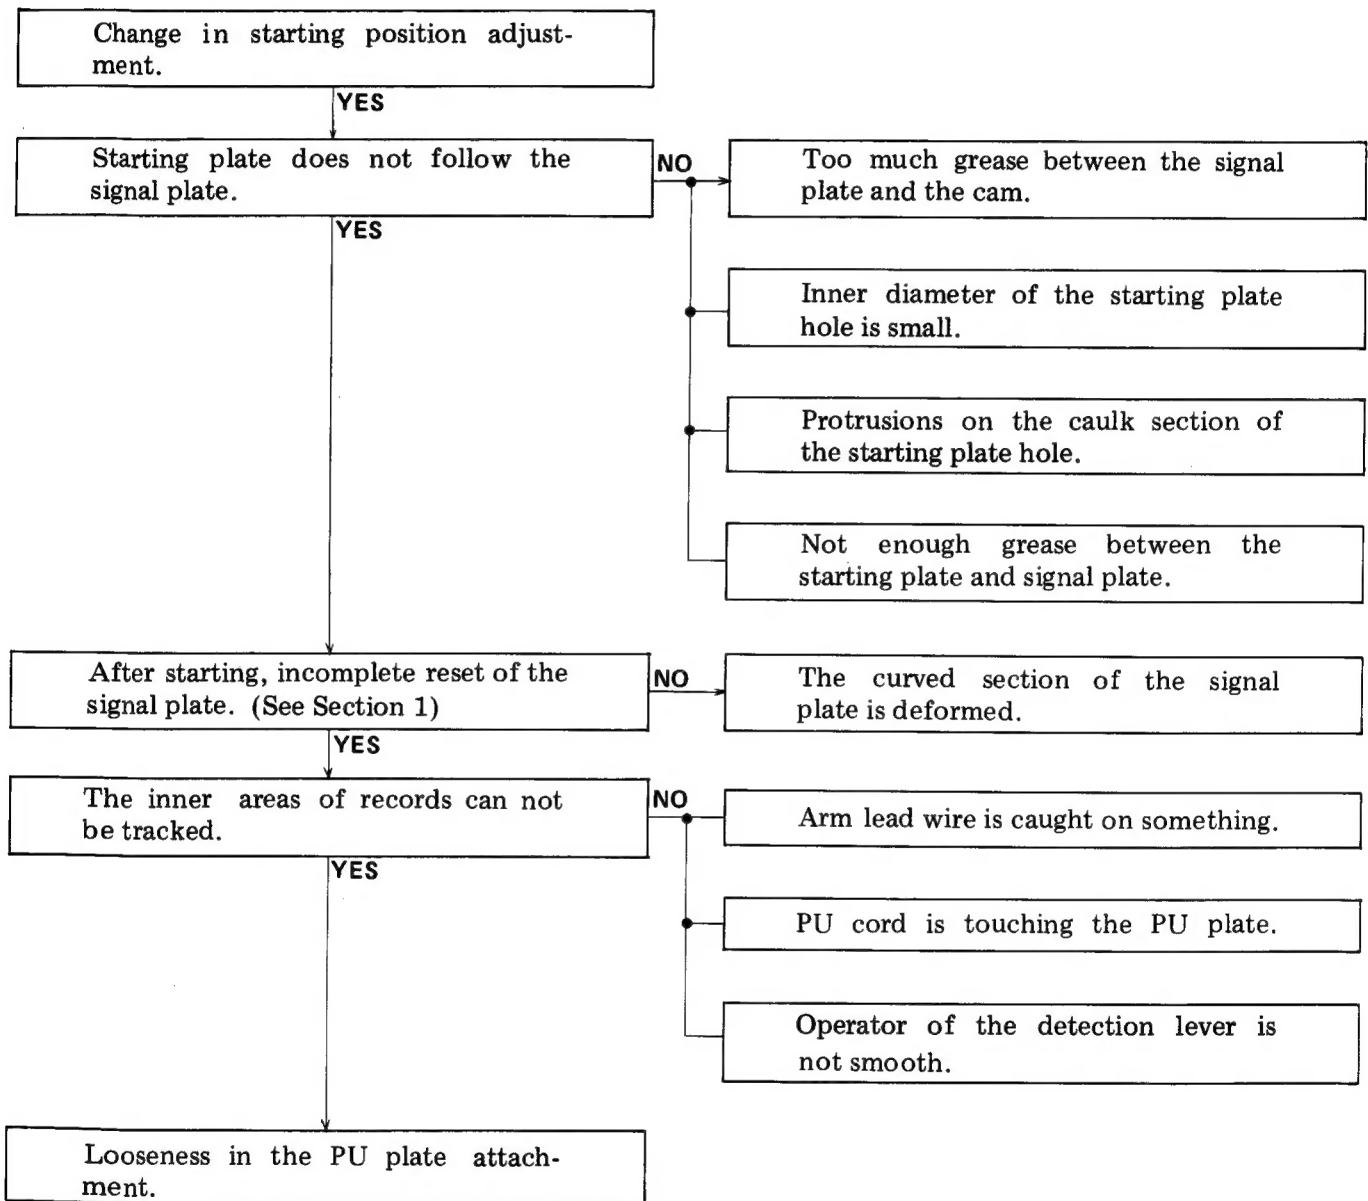 Change in starting position adjust-
ment.
YES
Starting plate does not follow the
signal plate.
NO
Too much grease between the signal
plate and the cam.
YES
Inner diameter of the starting plate
hole is small.
Protrusions on the caulk section of
the starting plate hole.
Not enough grease between the
starting plate and signal plate.
After starting, incomplete reset of the
signal plate. (See Section 1)
NO
The curved section of the signal
plate is deformed.
YES
The inner areas of records can not
be tracked.
NO
Arm lead wire is caught on something.
YES
PU cord is touching the PU plate.
Operator of the detection lever is
not smooth.
Looseness in the PU plate attach-
ment.